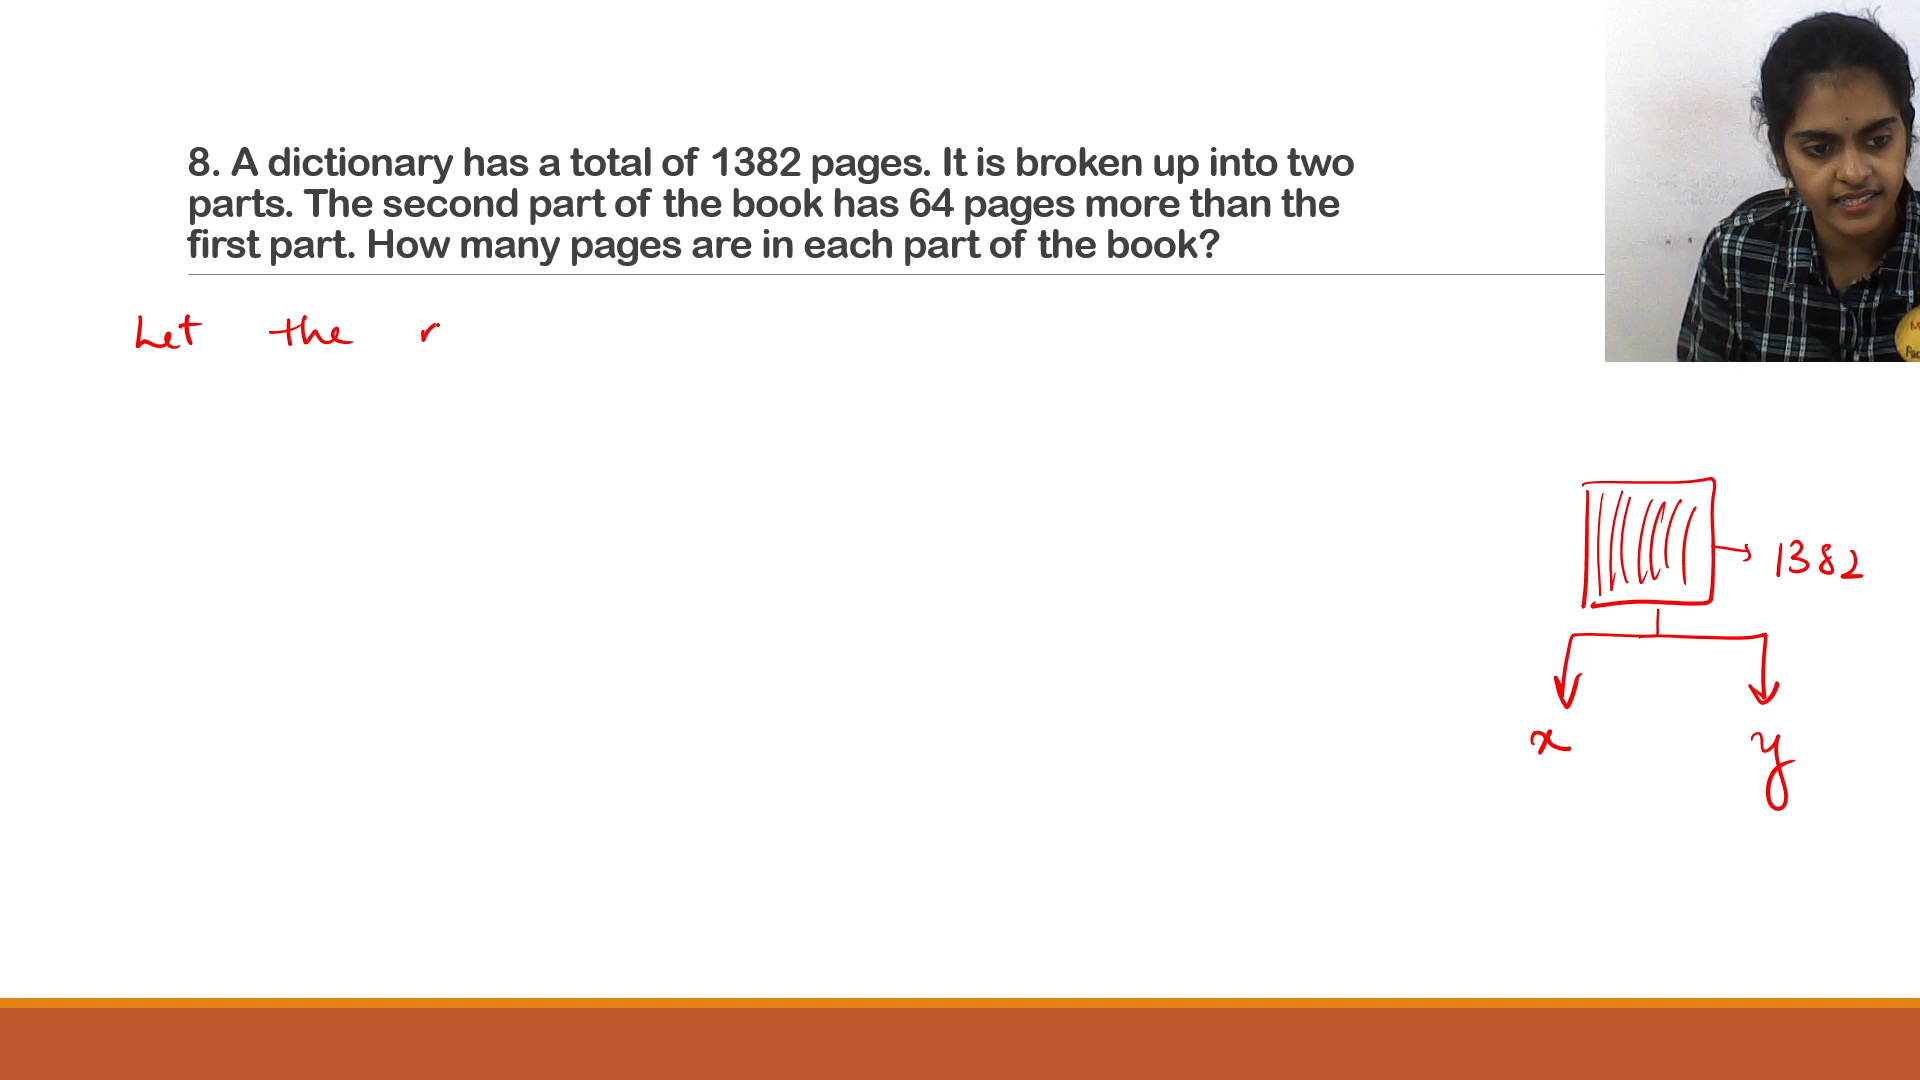 8. A dictionary has a total of 1382 pages. It is broken up into two
parts. The second part of the book has 64 pages more than the
first part. How many pages are in each part of the book?
Let the r
1382
x y